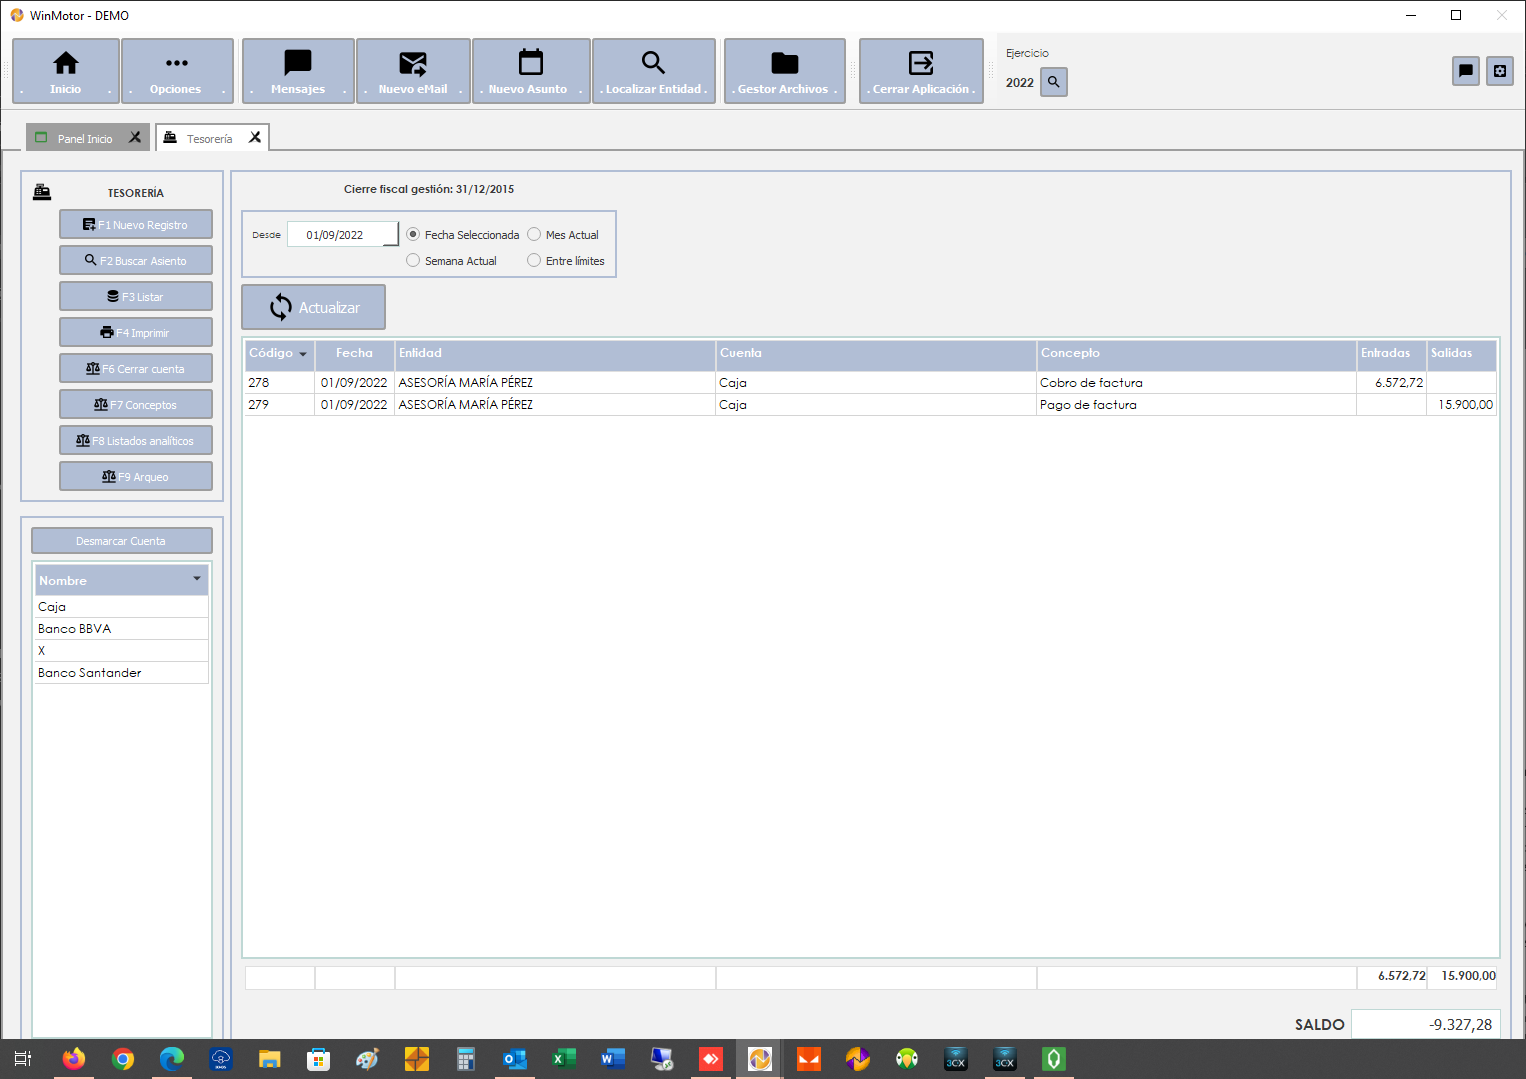 WinMotor - DEMO
. Inicio .
. Opciones .
. Mensajes .
. Nuevo eMail .
. Nuevo Asunto .
. Localizar Entidad .
. Gestor Archivos .
. Cerrar Aplicación .
Ejercicio
2022
Panel Inicio
Tesorería
TESORERÍA
F1 Nuevo Registro
F2 Buscar Asiento
F3 Listar
F4 Imprimir
F6 Cerrar cuenta
F7 Conceptos
F8 Listados analíticos
F9 Arqueo
Desmarcar Cuenta
Nombre
Caja
Banco BBVA
X
Banco Santander
Cierre fiscal gestión: 31/12/2015
Desde 01/09/2022 Fecha Seleccionada Mes Actual
Semana Actual Entre límites
Actualizar
Código Fecha Entidad Cuenta Concepto Entradas Salidas
278 01/09/2022 ASESORÍA MARÍA PÉREZ Caja Cobro de factura 6.572,72
279 01/09/2022 ASESORÍA MARÍA PÉREZ Caja Pago de factura 15.900,00
6.572,72 15.900,00
SALDO -9.327,28
3CX
3CX